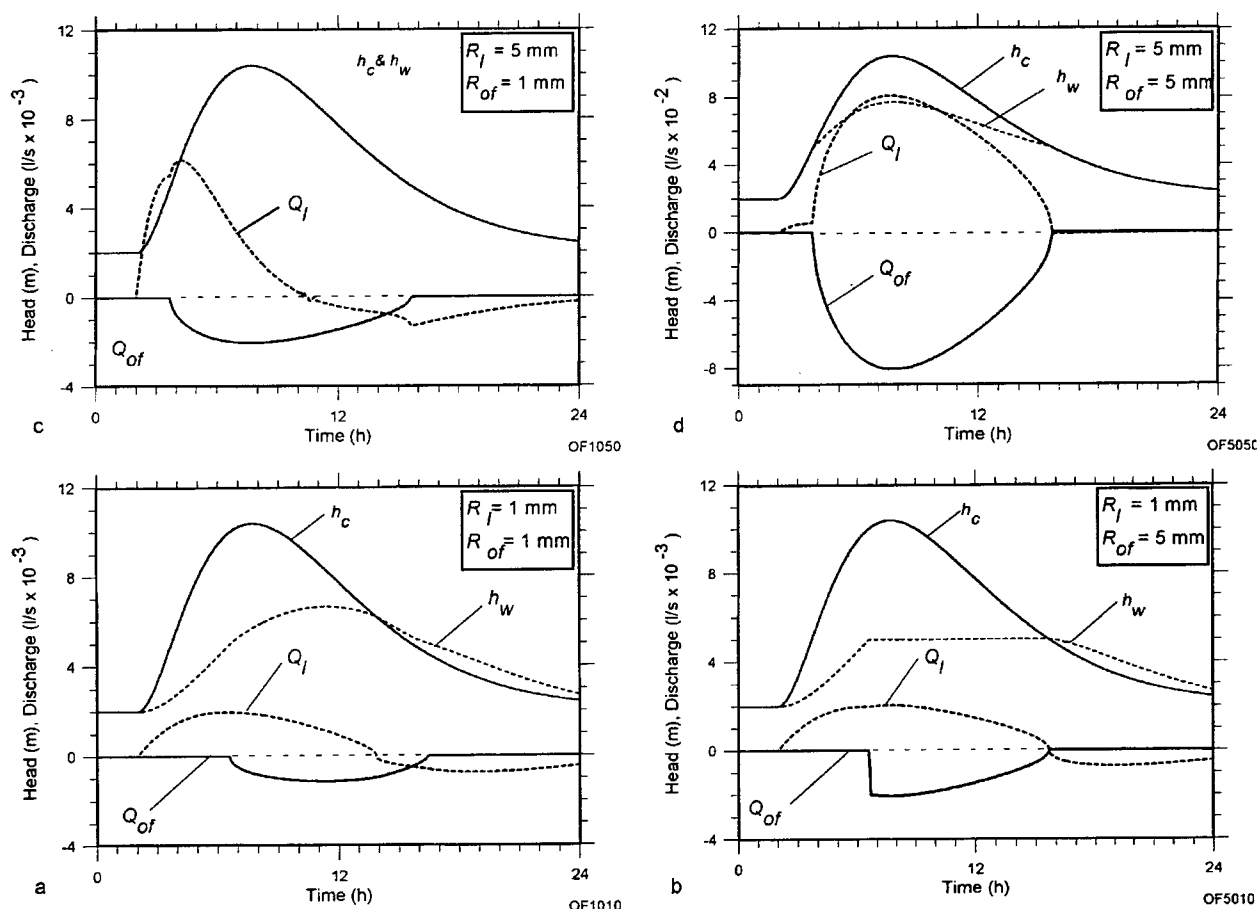 Head (m), Discharge (l/s x 10⁻³)
12
8
4
0
-4
h_c & h_w
R_l = 5 mm
R_of = 1 mm
Q_l
Q_of
0
12
24
Time (h)
c
OF1050
Head (m), Discharge (l/s x 10⁻²)
12
8
4
0
-4
-8
h_c
h_w
Q_l
Q_of
R_l = 5 mm
R_of = 5 mm
0
12
24
Time (h)
d
OF5050
Head (m), Discharge (l/s x 10⁻³)
12
8
4
0
-4
h_c
h_w
Q_l
Q_of
R_l = 1 mm
R_of = 1 mm
0
12
24
Time (h)
a
OF1010
Head (m), Discharge (l/s x 10⁻³)
12
8
4
0
-4
h_c
h_w
Q_l
Q_of
R_l = 1 mm
R_of = 5 mm
0
12
24
Time (h)
b
OF5010